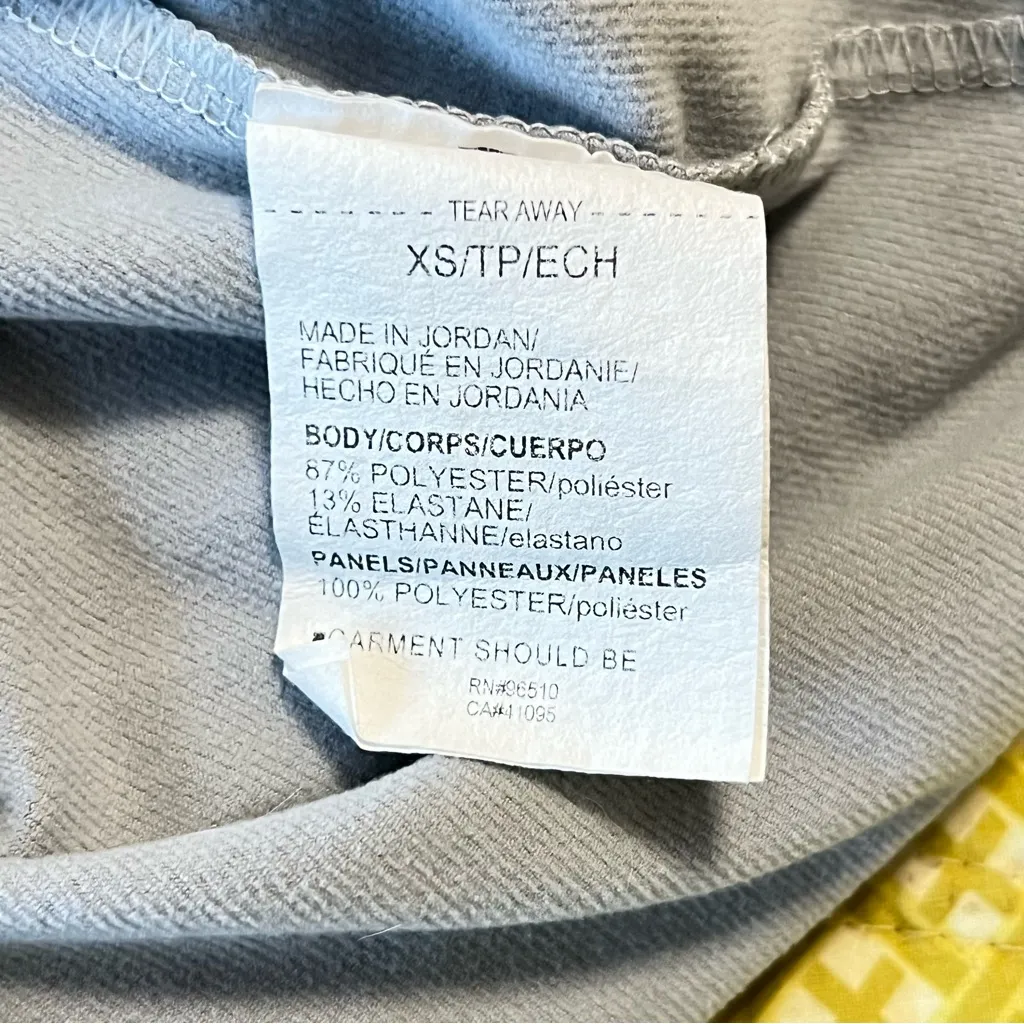 TEAR AWAY
XS/TP/ECH
MADE IN JORDAN/
FABRIQUÉ EN JORDANIE/
HECHO EN JORDANIA
BODY/CORPS/CUERPO
87% POLYESTER/poliéster
13% ELASTANE/
ÉLASTHANNE/elastano
PANELS/PANNEAUX/PANELES
100% POLYESTER/poliéster
GARMENT SHOULD BE
RN#96510
CA#41095